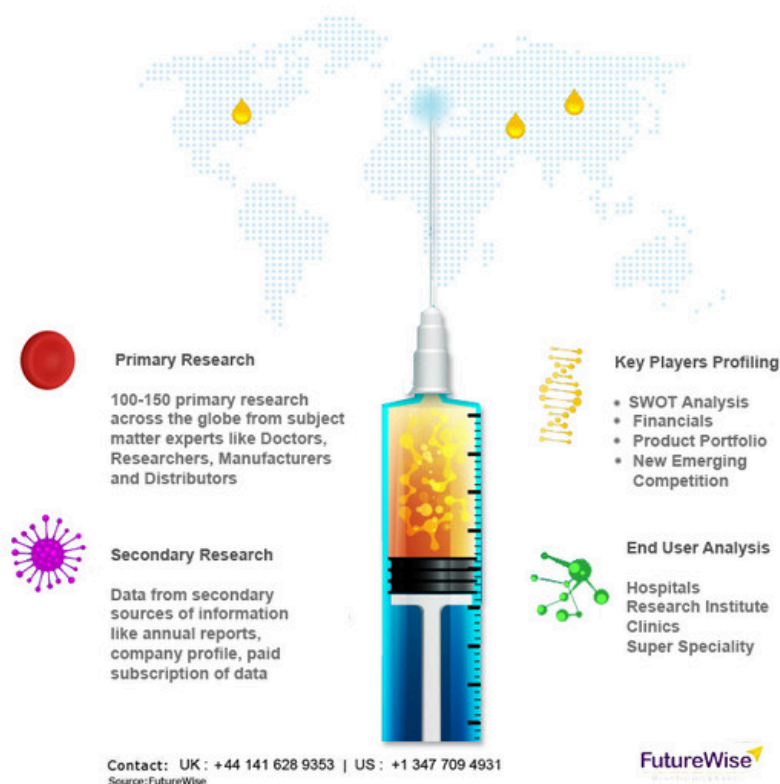 Primary Research
100-150 primary research
across the globe from subject
matter experts like Doctors,
Researchers, Manufacturers
and Distributors
Secondary Research
Data from secondary
sources of information
like annual reports,
company profile, paid
subscription of data
Key Players Profiling
• SWOT Analysis
• Financials
• Product Portfolio
• New Emerging
Competition
End User Analysis
Hospitals
Research Institute
Clinics
Super Speciality
Contact: UK : +44 141 628 9353 | US : +1 347 709 4931
Source:FutureWise
FutureWise